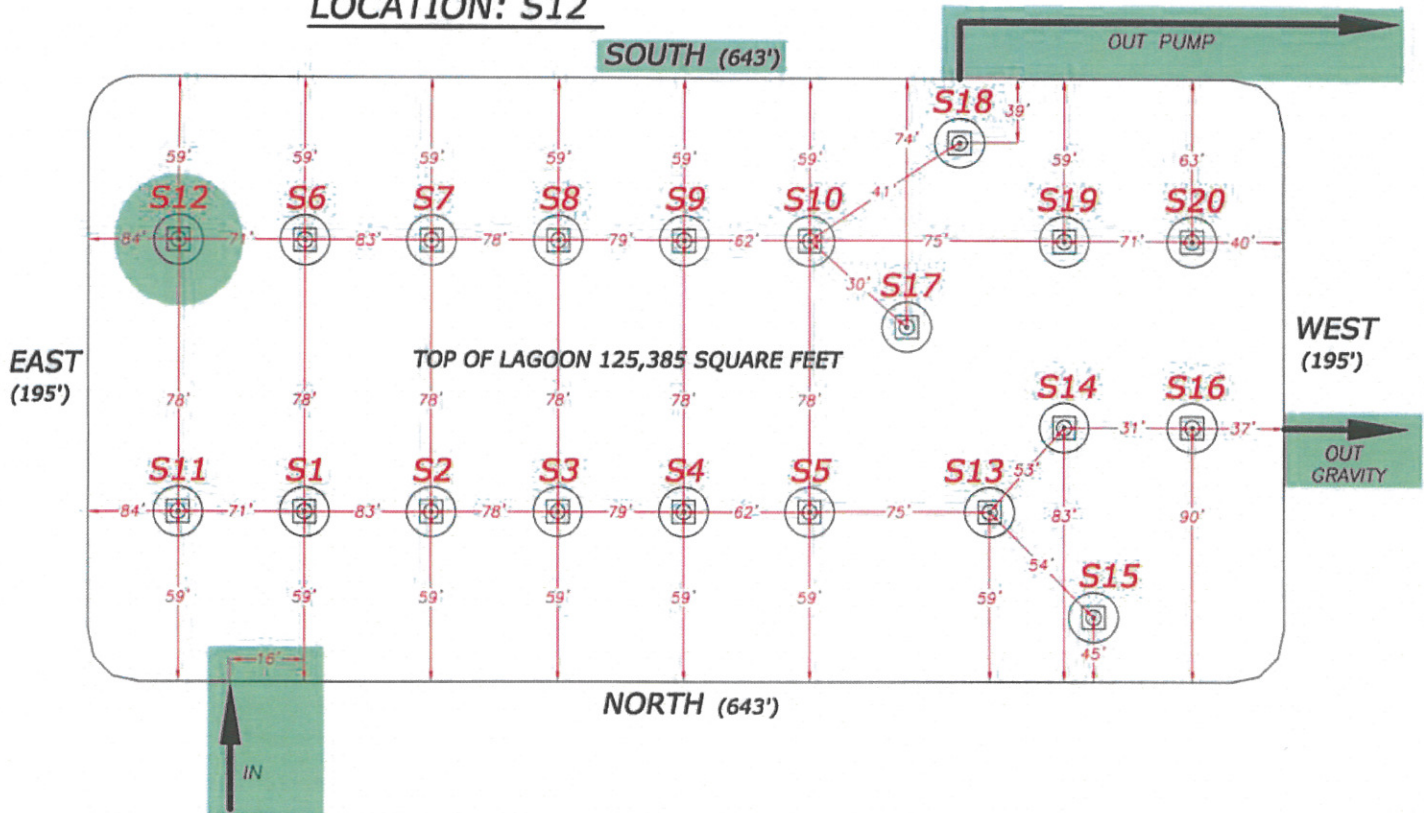 LOCATION: S12
SOUTH (643')
OUT PUMP
S18
39'
74'
59' 59' 59' 59' 59' 59' 59' 63'
41'
S12 S6 S7 S8 S9 S10 S19 S20
84' 71' 83' 78' 79' 62' 75' 71' 40'
30' S17
EAST
(195')
WEST
(195')
TOP OF LAGOON 125,385 SQUARE FEET
78' 78' 78' 78' 78' 78'
S14 S16
31' 37'
OUT
GRAVITY
S11 S1 S2 S3 S4 S5 S13
53'
84' 71' 83' 78' 79' 62' 75'
83' 90'
54'
S15
59' 59' 59' 59' 59' 59' 59'
45'
16'
NORTH (643')
IN